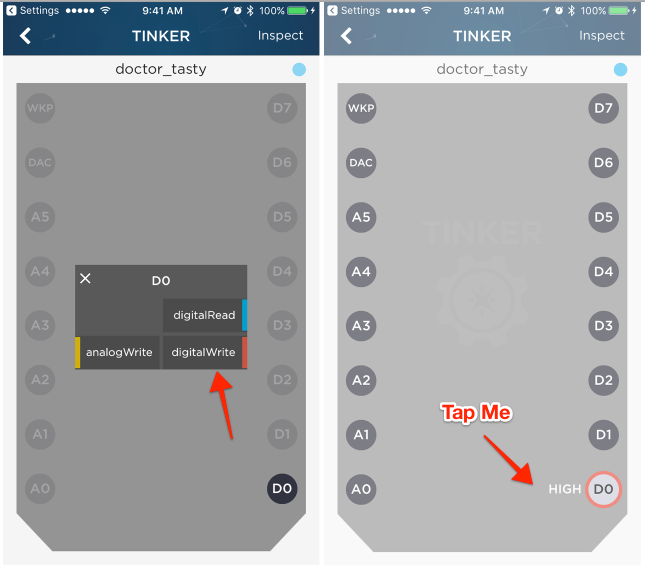 Settings 9:41 AM 100%
TINKER Inspect
doctor_tasty
WKP D7
DAC D6
A5 D5
A4 D4
D0
digitalRead
A3 D3
analogWrite digitalWrite
A2 D2
A1 D1
A0 D0
Settings 9:41 AM 100%
TINKER Inspect
doctor_tasty
WKP D7
DAC D6
A5 D5
TINKER
A4 D4
A3 D3
A2 D2
Tap Me
A1 D1
A0 HIGH D0